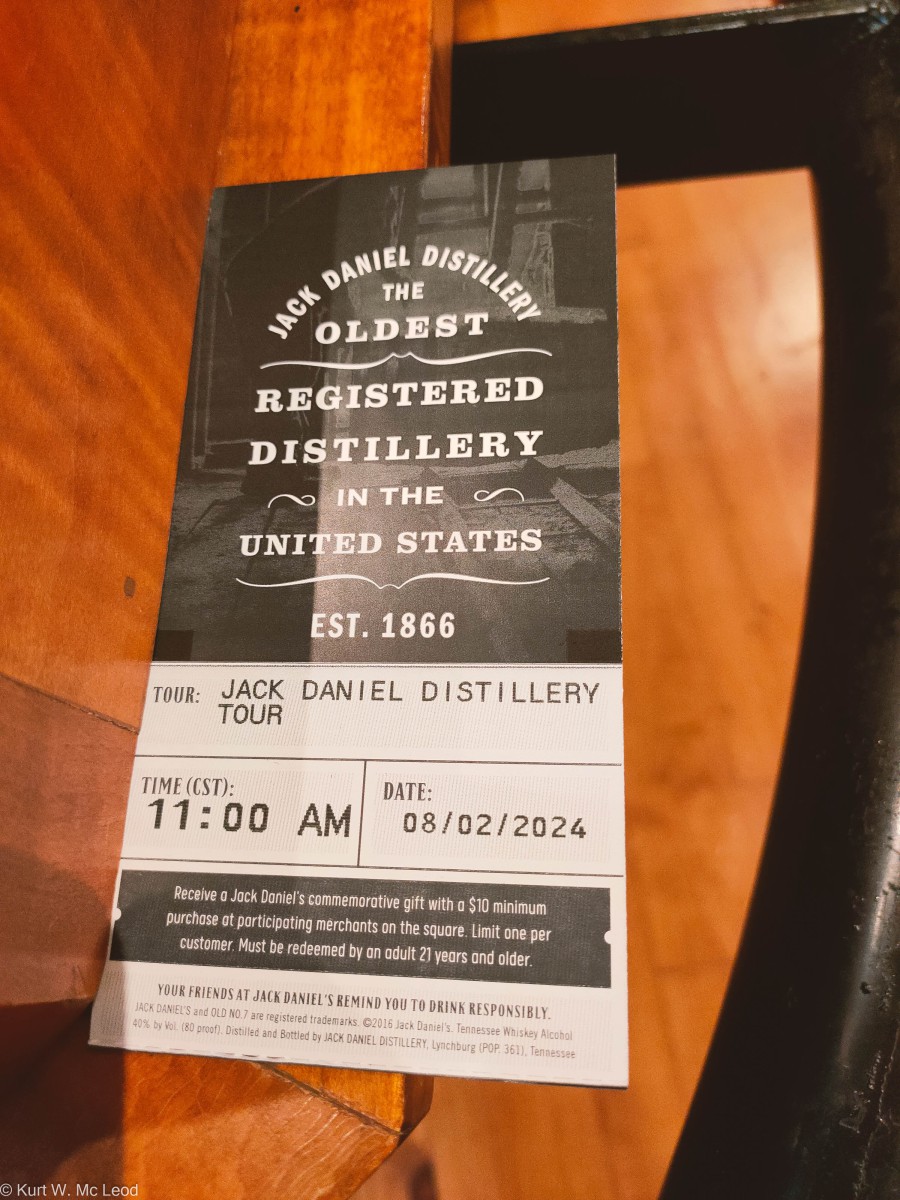 JACK DANIEL DISTILLERY
THE
OLDEST
REGISTERED
DISTILLERY
IN THE
UNITED STATES
EST. 1866
TOUR: JACK DANIEL DISTILLERY
TOUR
TIME (CST):
11:00 AM
DATE:
08/02/2024
Receive a Jack Daniel's commemorative gift with a $10 minimum
purchase at participating merchants on the square. Limit one per
customer. Must be redeemed by an adult 21 years and older.
YOUR FRIENDS AT JACK DANIEL'S REMIND YOU TO DRINK RESPONSIBLY.
JACK DANIEL'S and OLD NO.7 are registered trademarks. ©2016 Jack Daniel's. Tennessee Whiskey Alcohol
40% by Vol. (80 proof). Distilled and Bottled by JACK DANIEL DISTILLERY, Lynchburg (POP. 361), Tennessee
© Kurt W. Mc Leod